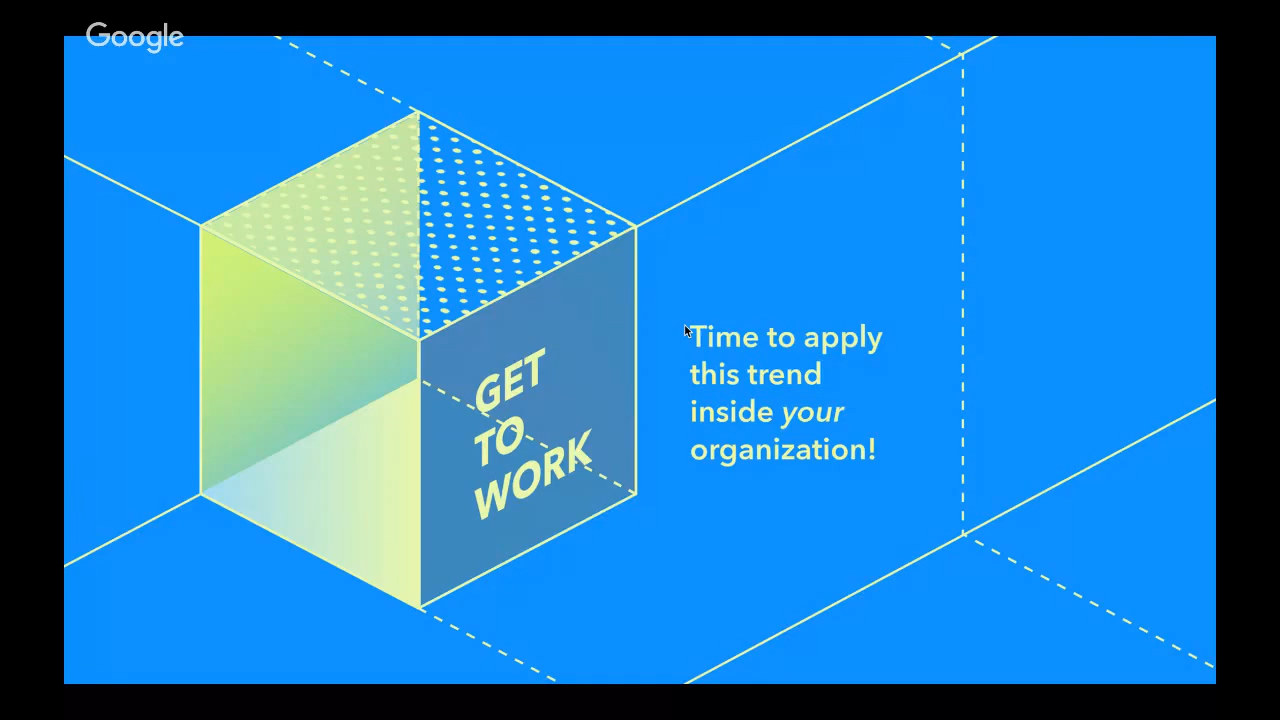 Google
GET
TO
WORK
Time to apply
this trend
inside your
organization!